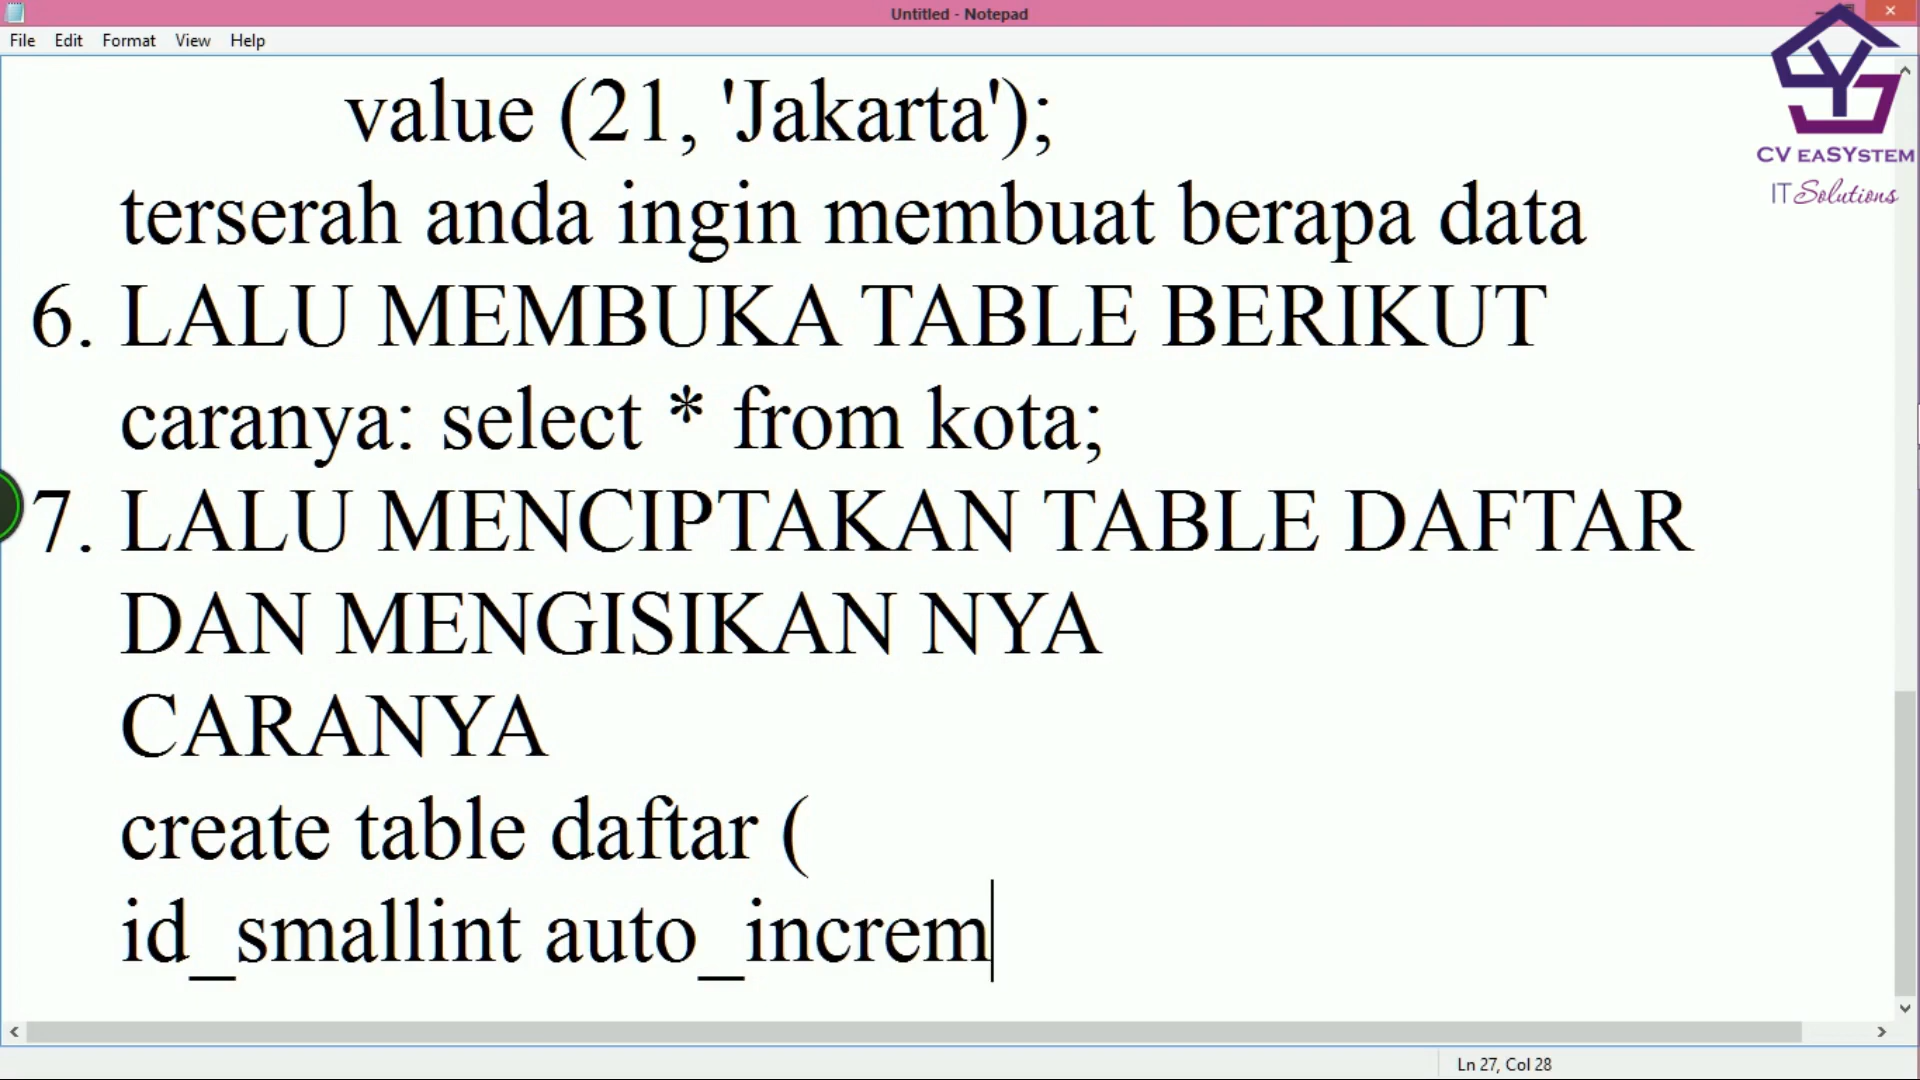 Untitled - Notepad
File Edit Format View Help
value (21, 'Jakarta');
terserah anda ingin membuat berapa data
6. LALU MEMBUKA TABLE BERIKUT
caranya: select * from kota;
7. LALU MENCIPTAKAN TABLE DAFTAR
DAN MENGISIKAN NYA
CARANYA
create table daftar (
id_smallint auto_increm
CV EASYSTEM
IT Solutions
Ln 27, Col 28